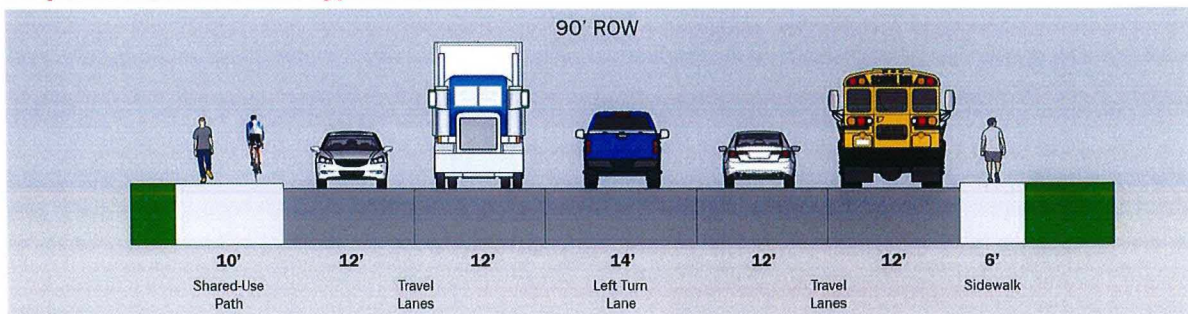 90' ROW
10' 12' 12' 14' 12' 12' 6'
Shared-Use Travel Left Turn Travel Sidewalk
Path Lanes Lane Lanes